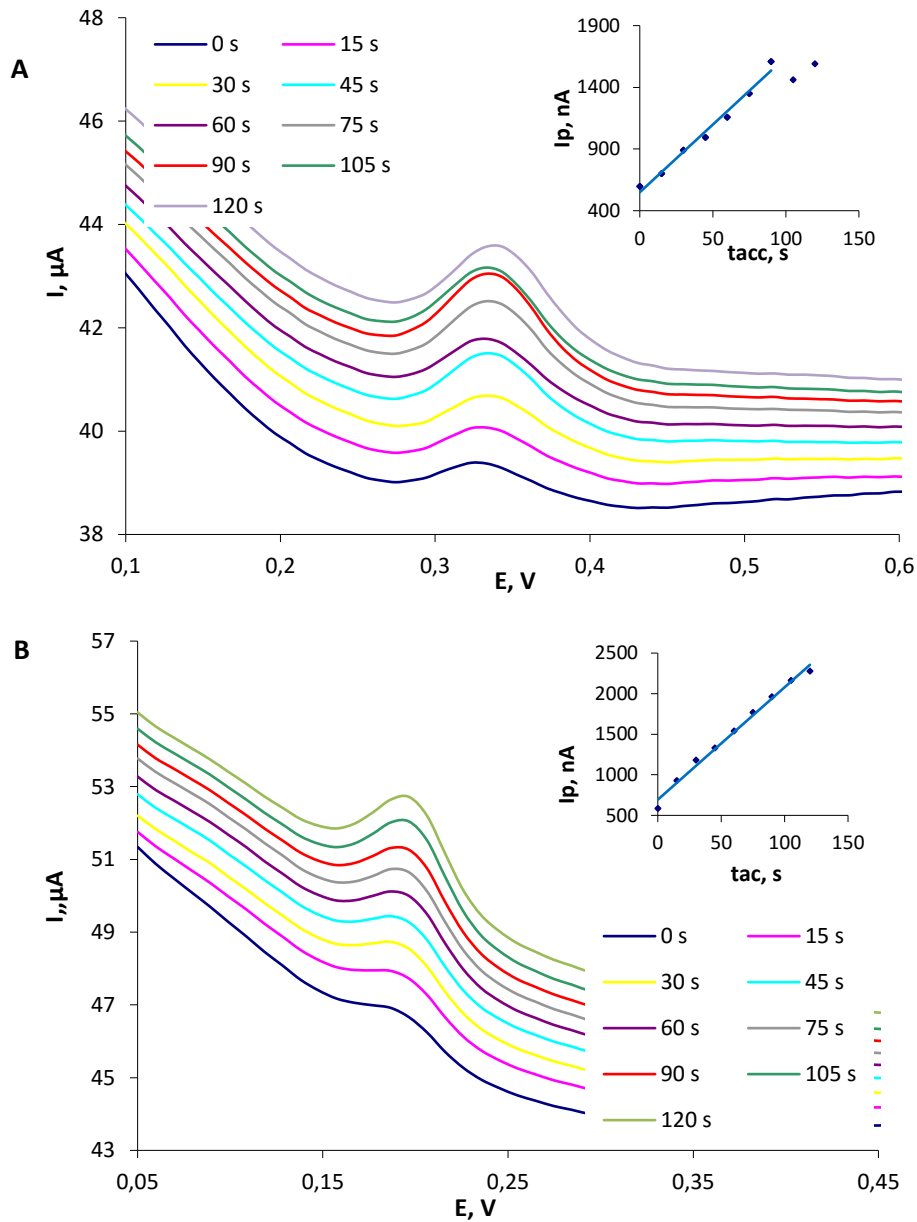 A
48
46
44
42
40
38
I, µA
0 s 15 s
30 s 45 s
60 s 75 s
90 s 105 s
120 s
1900
1400
900
400
Ip, nA
0 50 100 150
tacc, s
0,1 0,2 0,3 0,4 0,5 0,6
E, V
B
57
55
53
51
49
47
45
43
I,,µA
2500
2000
1500
1000
500
Ip, nA
0 50 100 150
tac, s
0 s 15 s
30 s 45 s
60 s 75 s
90 s 105 s
120 s
0,05 0,15 0,25 0,35 0,45
E, V